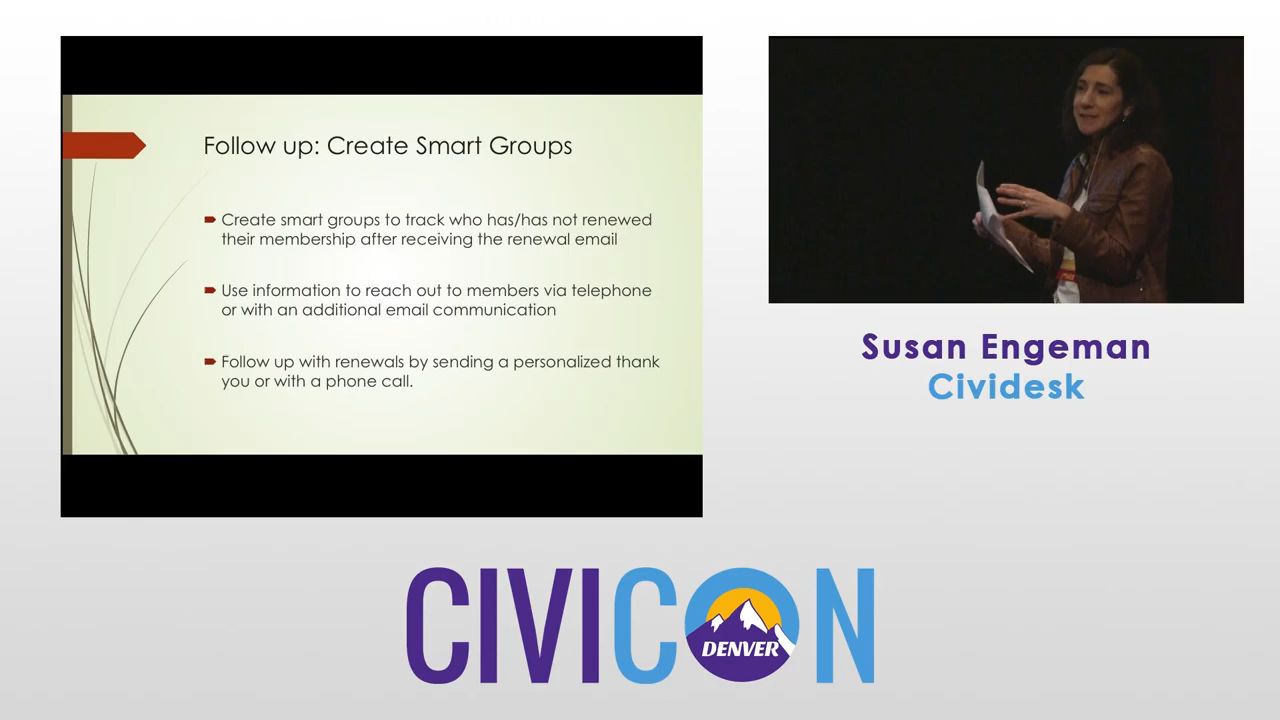 Follow up: Create Smart Groups
Create smart groups to track who has/has not renewed
their membership after receiving the renewal email
Use information to reach out to members via telephone
or with an additional email communication
Follow up with renewals by sending a personalized thank
you or with a phone call.
Susan Engeman
Cividesk
CIVICON
DENVER